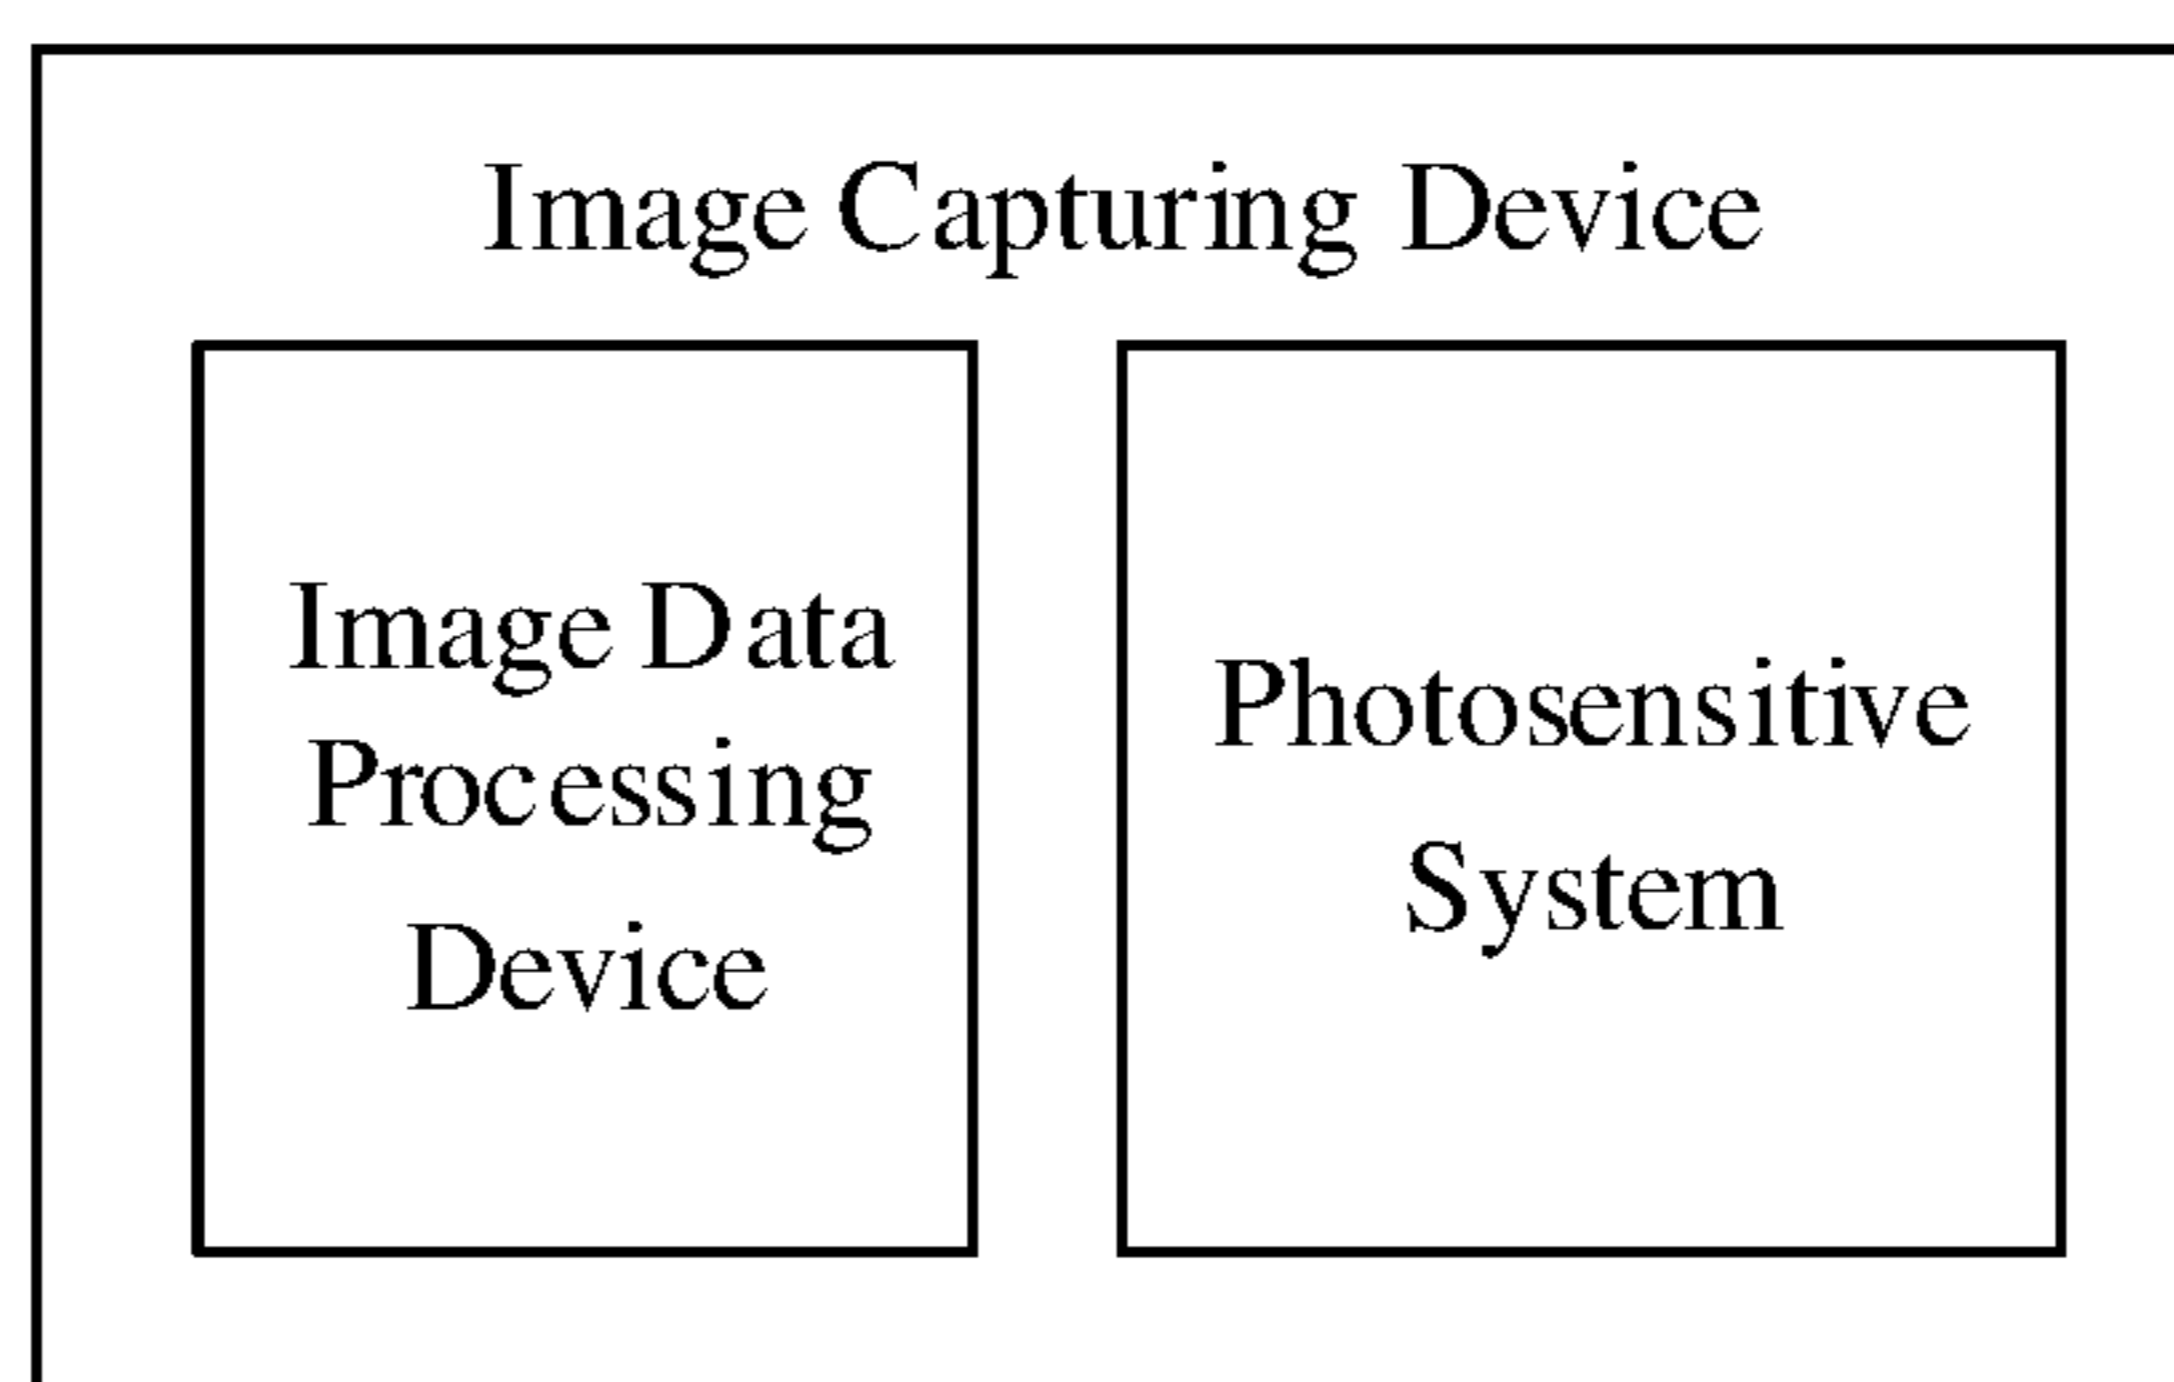 Image Capturing Device
Image Data
Processing
Device
Photosensitive
System